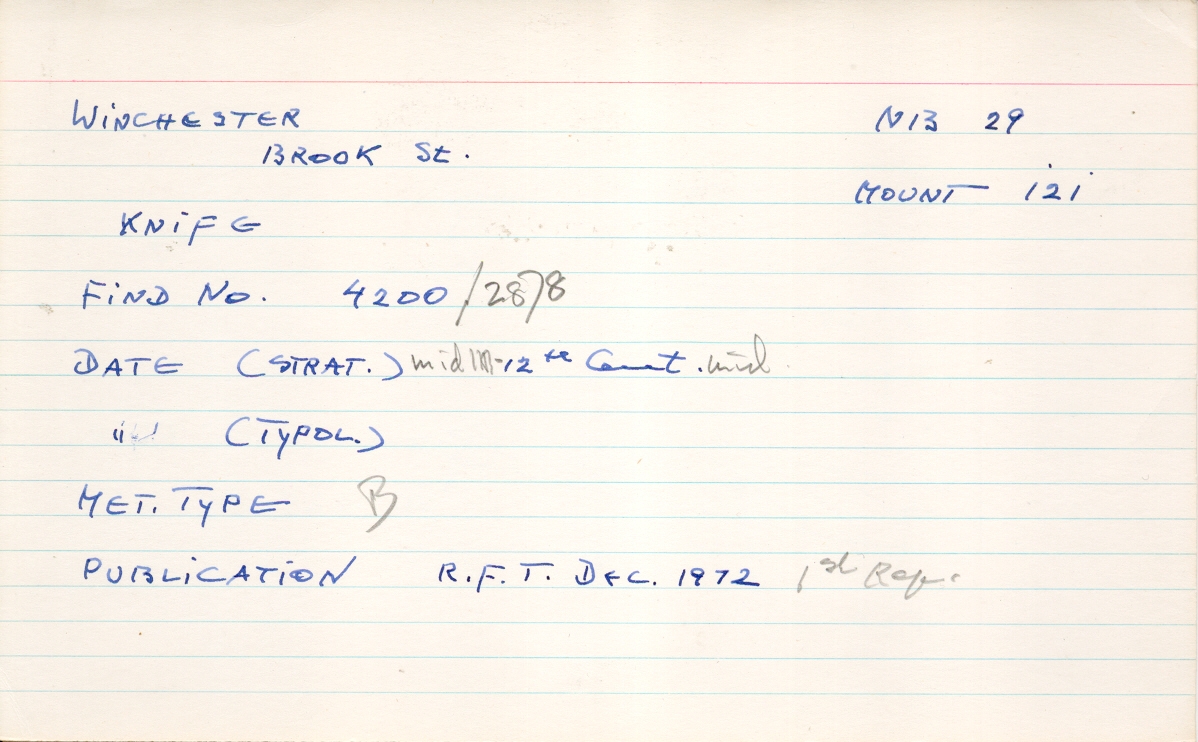 WINCHESTER NB 29
BROOK St.
MOUNT 121
KNIFE
FIND No. 4200/2878
DATE (STRAT.) mid 11-12th Cent. mid
" (TYPOL.)
MET. TYPE B
PUBLICATION R.F.T. DEC. 1972 1st Rep.